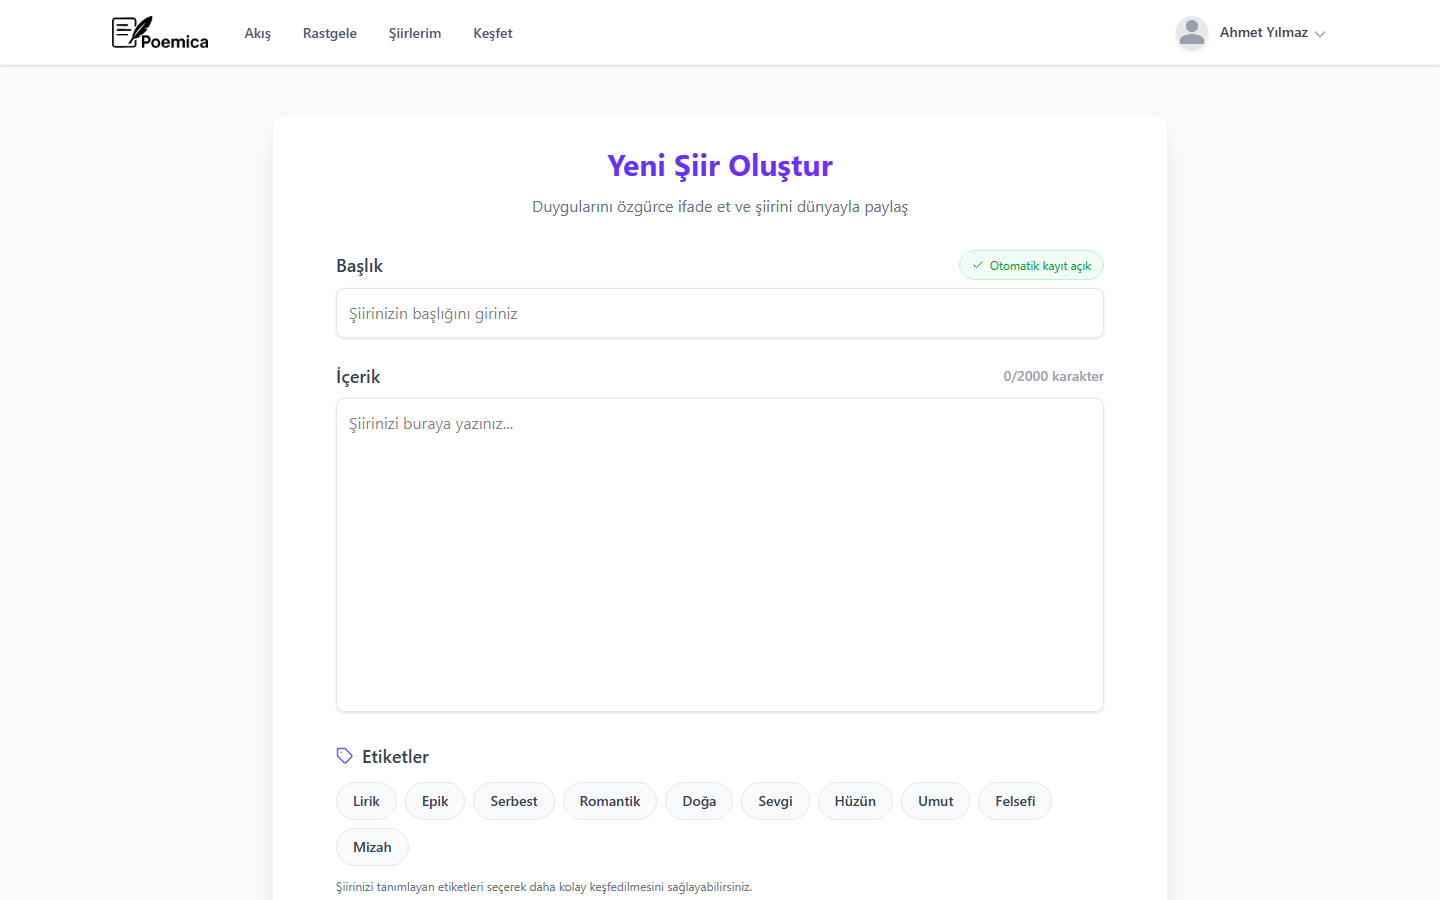 Poemica
Akış
Rastgele
Şiirlerim
Keşfet
Ahmet Yılmaz
Yeni Şiir Oluştur
Duygularını özgürce ifade et ve şiirini dünyayla paylaş
Başlık
Otomatik kayıt açık
Şiirinizin başlığını giriniz
İçerik
0/2000 karakter
Şiirinizi buraya yazınız...
Etiketler
Lirik
Epik
Serbest
Romantik
Doğa
Sevgi
Hüzün
Umut
Felsefi
Mizah
Şiirinizi tanımlayan etiketleri seçerek daha kolay keşfedilmesini sağlayabilirsiniz.